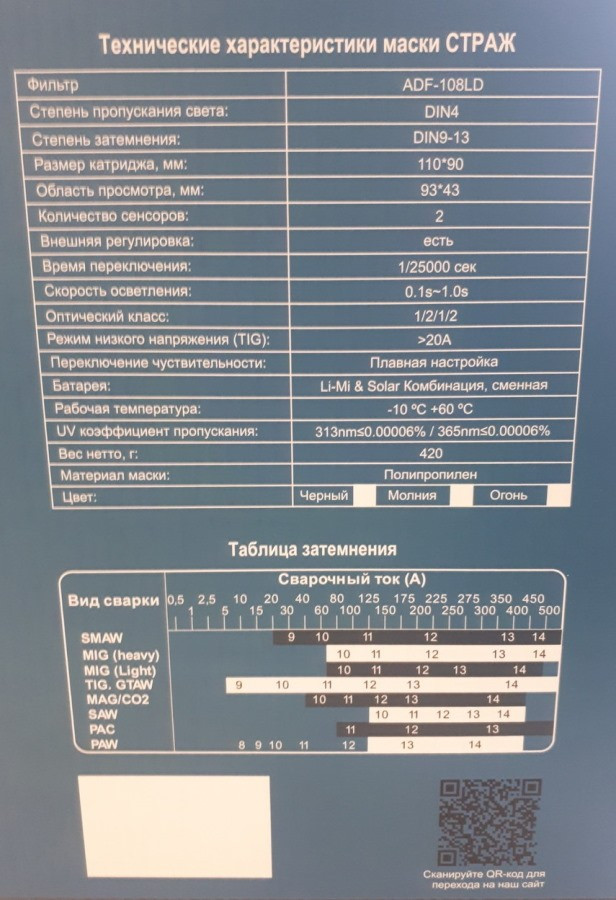 Технические характеристики маски СТРАЖ
Фильтр ADF-108LD
Степень пропускания света: DIN4
Степень затемнения: DIN9-13
Размер катриджа, мм: 110*90
Область просмотра, мм: 93*43
Количество сенсоров: 2
Внешняя регулировка: есть
Время переключения: 1/25000 сек
Скорость осветления: 0.1s~1.0s
Оптический класс: 1/2/1/2
Режим низкого напряжения (TIG): >20A
Переключение чуствительности: Плавная настройка
Батарея: Li-Mi & Solar Комбинация, сменная
Рабочая температура: -10 ºC +60 ºC
UV коэффициент пропускания: 313nm≤0.00006% / 365nm≤0.00006%
Вес нетто, г: 420
Материал маски: Полипропилен
Цвет: Черный Молния Огонь
Таблица затемнения
Сварочный ток (А)
Вид сварки
0,5 2,5 10 20 40 80 125 175 225 275 350 450
1 5 15 30 60 100 150 200 250 300 400 500
SMAW 9 10 11 12 13 14
MIG (heavy) 10 11 12 13 14
MIG (Light) 10 11 12 13 14
TIG. GTAW 9 10 11 12 13 14
MAG/CO2 10 11 12 13 14
SAW 10 11 12 13 14
PAC 11 12 13
PAW 8 9 10 11 12 13 14
Сканируйте QR-код для
перехода на наш сайт